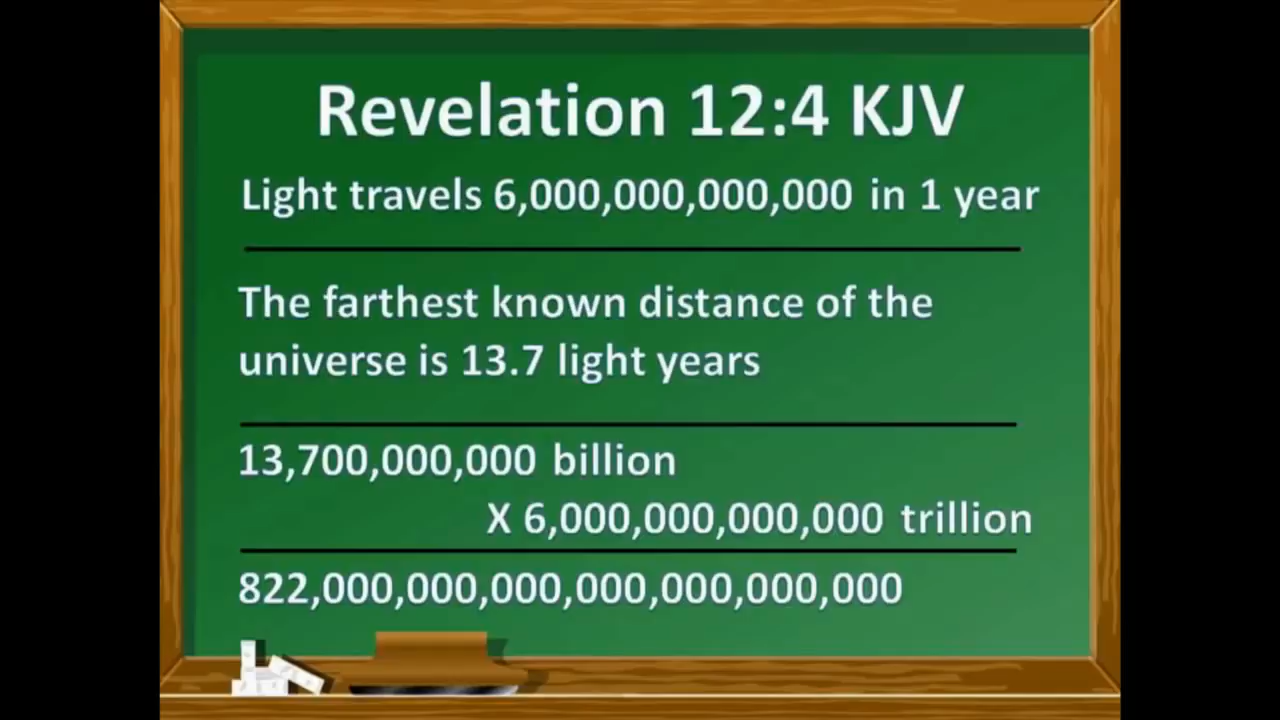 Revelation 12:4 KJV
Light travels 6,000,000,000,000 in 1 year
The farthest known distance of the
universe is 13.7 light years
13,700,000,000 billion
X 6,000,000,000,000 trillion
822,000,000,000,000,000,000,000